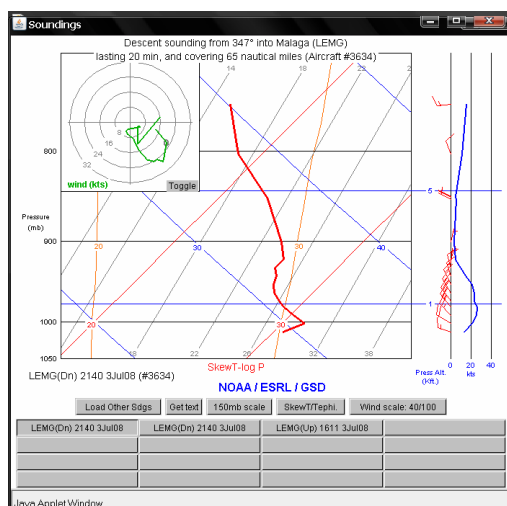 Soundings
Descent sounding from 347° into Malaga (LEMG)
lasting 20 min, and covering 65 nautical miles (Aircraft #3634)
14 18 22
8
16
24
32
wind (kts)
Toggle
800
Pressure
(mb)
900
1000
1050
20 30 30 40
20 30
28 32 38
5
1
SkewT-log P
Press Alt.
(Kft.)
0 20 40
kts
LEMG(Dn) 2140 3Jul08 (#3634)
NOAA / ESRL / GSD
Load Other Sdgs Get text 150mb scale SkewT/Tephi. Wind scale: 40/100
LEMG(Dn) 2140 3Jul08 LEMG(Dn) 2140 3Jul08 LEMG(Up) 1611 3Jul08
Java Applet Window